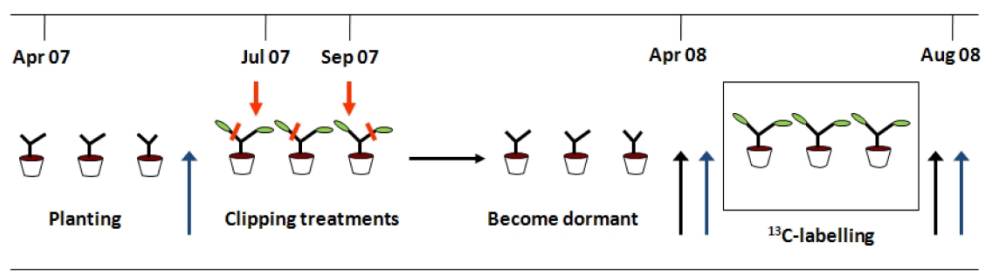 Apr 07
Jul 07
Sep 07
Apr 08
Aug 08
Planting
Clipping treatments
Become dormant
¹³C-labelling